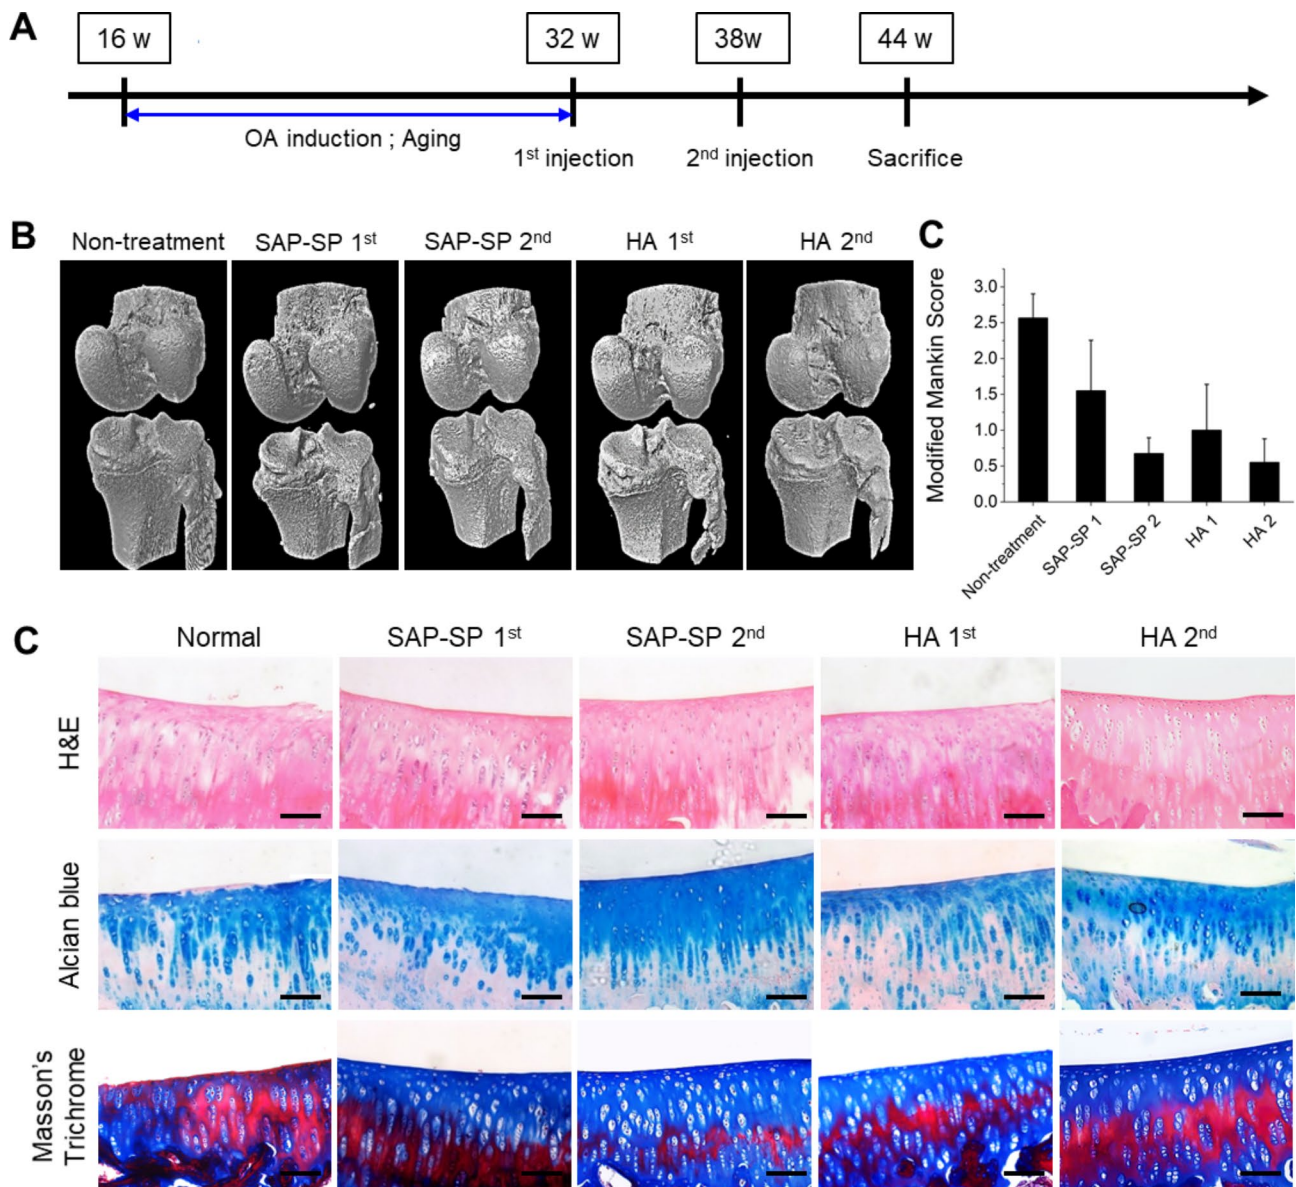 A
16 w
32 w
38w
44 w
OA induction ; Aging
1st injection
2nd injection
Sacrifice
B
Non-treatment
SAP-SP 1st
SAP-SP 2nd
HA 1st
HA 2nd
C
Modified Mankin Score
3.0
2.5
2.0
1.5
1.0
0.5
0.0
Non-treatment
SAP-SP 1
SAP-SP 2
HA 1
HA 2
C
Normal
SAP-SP 1st
SAP-SP 2nd
HA 1st
HA 2nd
H&E
Alcian blue
Masson's
Trichrome